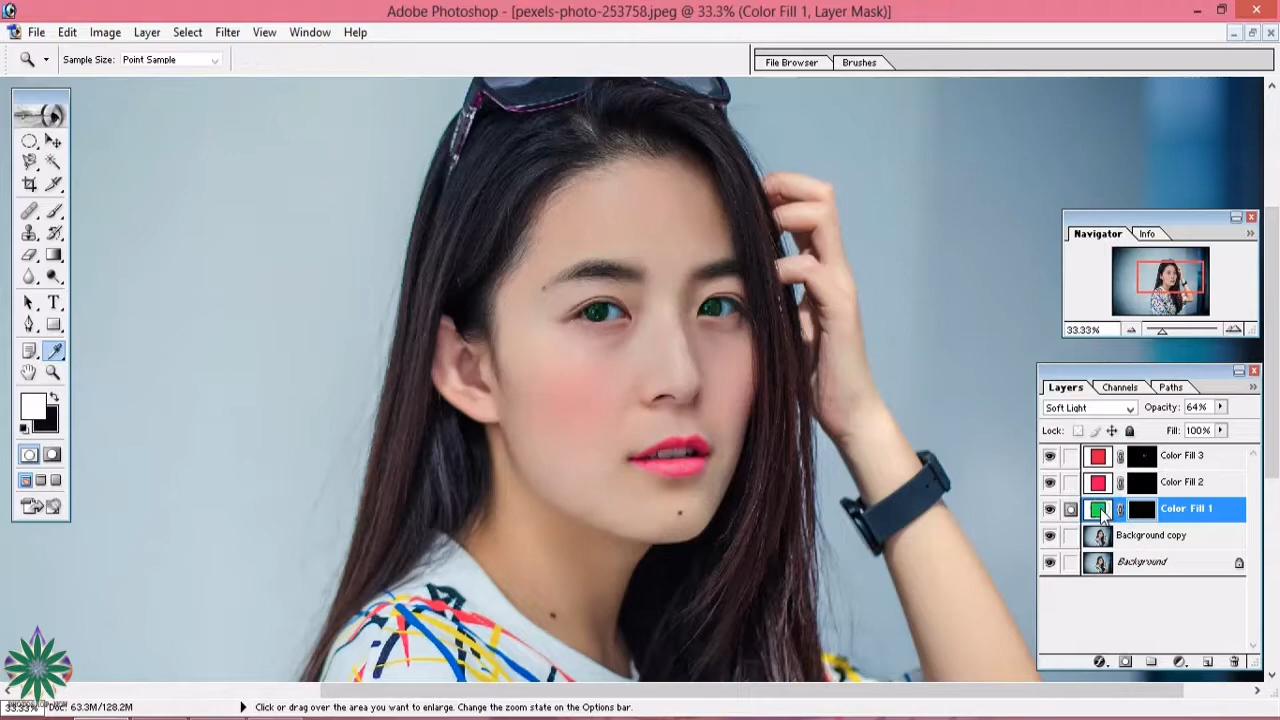 Adobe Photoshop - [pexels-photo-253758.jpeg @ 33.3% (Color Fill 1, Layer Mask)]
File Edit Image Layer Select Filter View Window Help
Sample Size: Point Sample
File Browser Brushes
Navigator Info
33.33%
Layers Channels Paths
Soft Light Opacity: 64%
Lock: Fill: 100%
Color Fill 3
Color Fill 2
Color Fill 1
Background copy
Background
33.33% Doc: 63.3M/128.2M Click or drag over the area you want to enlarge. Change the zoom state on the Options bar.